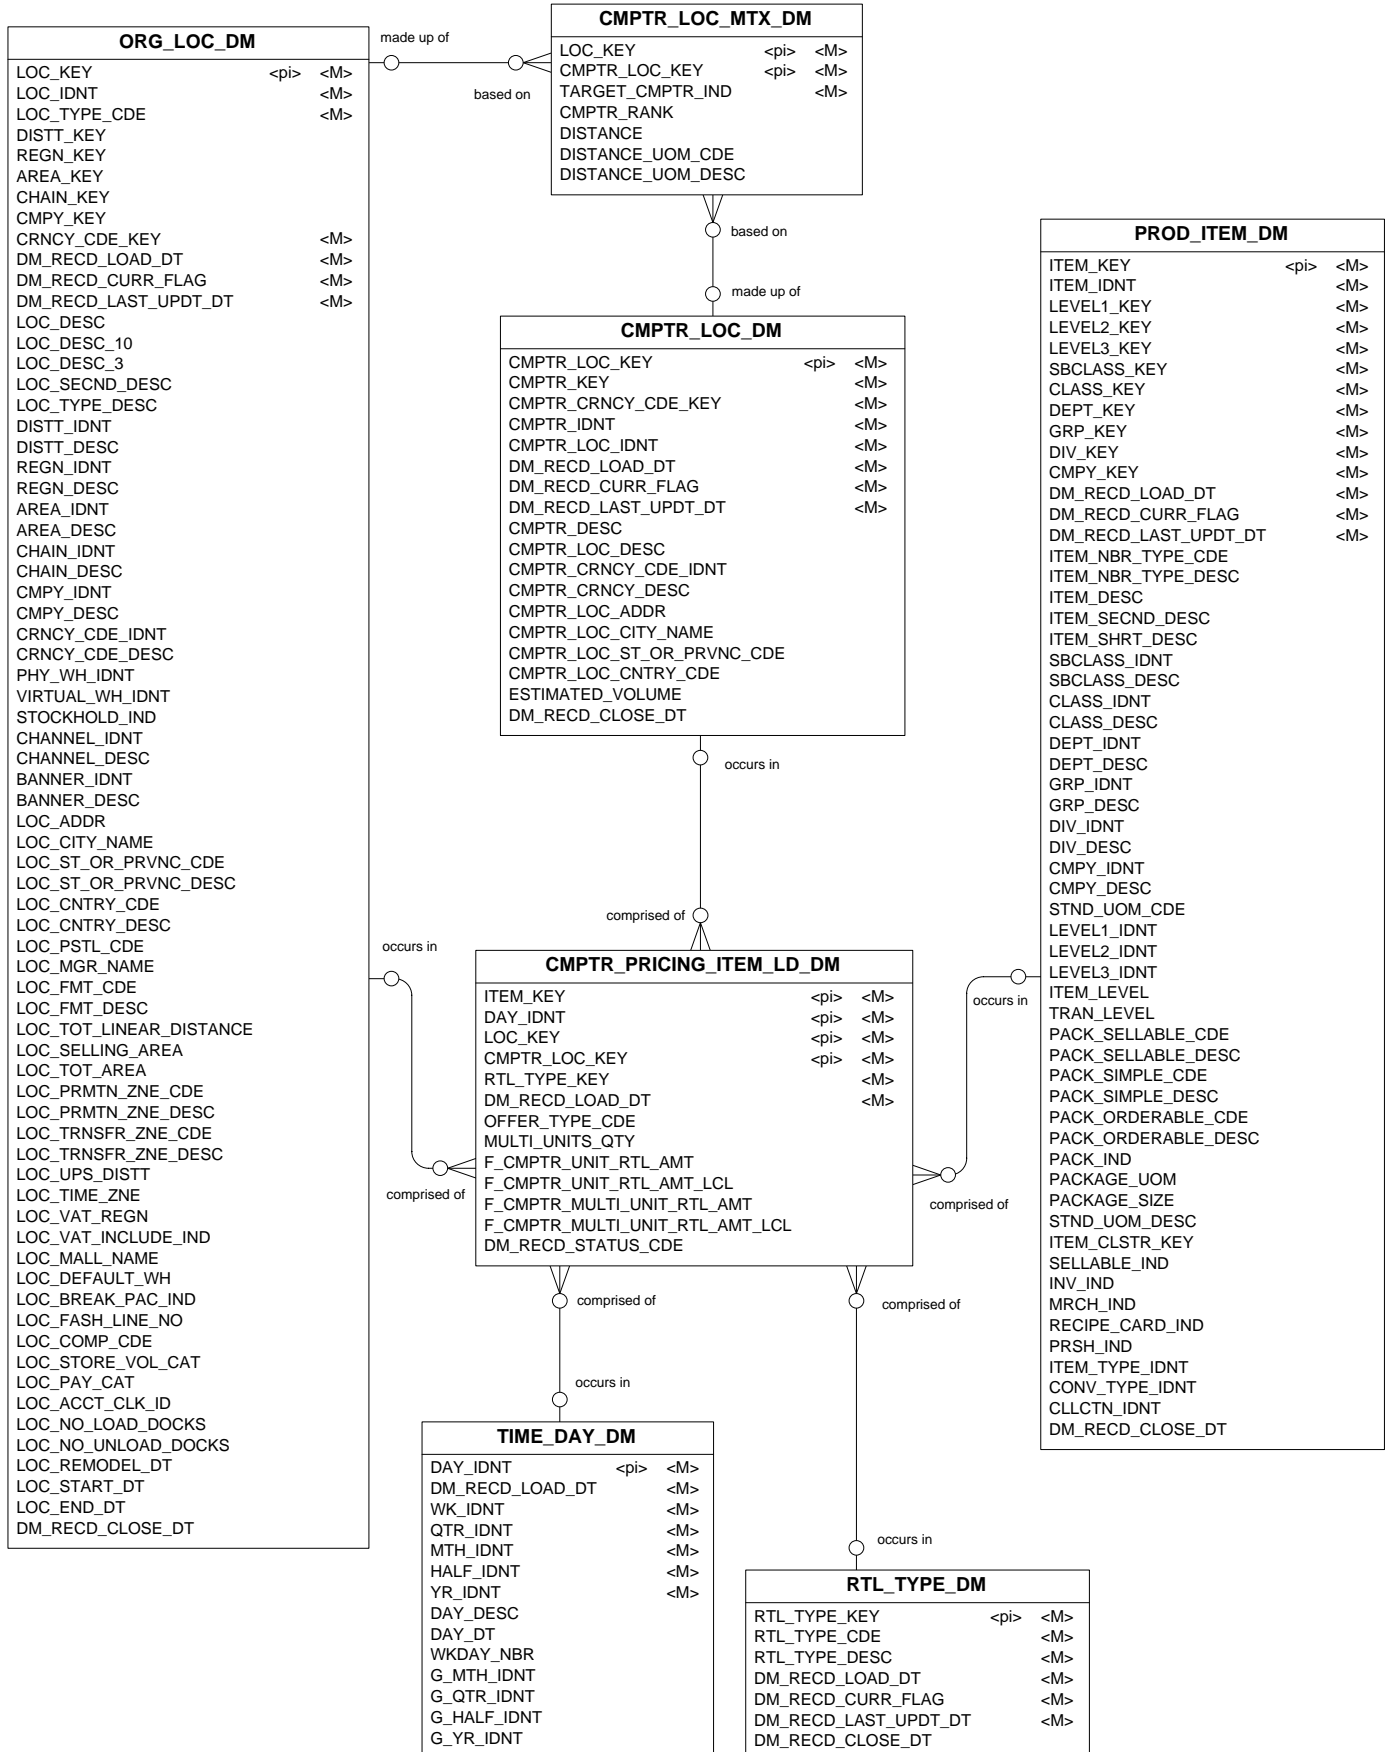 ORG_LOC_DM
LOC_KEY <pi> <M>
LOC_IDNT <M>
LOC_TYPE_CDE <M>
DISTT_KEY
REGN_KEY
AREA_KEY
CHAIN_KEY
CMPY_KEY
CRNCY_CDE_KEY <M>
DM_RECD_LOAD_DT <M>
DM_RECD_CURR_FLAG <M>
DM_RECD_LAST_UPDT_DT <M>
LOC_DESC
LOC_DESC_10
LOC_DESC_3
LOC_SECND_DESC
LOC_TYPE_DESC
DISTT_IDNT
DISTT_DESC
REGN_IDNT
REGN_DESC
AREA_IDNT
AREA_DESC
CHAIN_IDNT
CHAIN_DESC
CMPY_IDNT
CMPY_DESC
CRNCY_CDE_IDNT
CRNCY_CDE_DESC
PHY_WH_IDNT
VIRTUAL_WH_IDNT
STOCKHOLD_IND
CHANNEL_IDNT
CHANNEL_DESC
BANNER_IDNT
BANNER_DESC
LOC_ADDR
LOC_CITY_NAME
LOC_ST_OR_PRVNC_CDE
LOC_ST_OR_PRVNC_DESC
LOC_CNTRY_CDE
LOC_CNTRY_DESC
LOC_PSTL_CDE
LOC_MGR_NAME
LOC_FMT_CDE
LOC_FMT_DESC
LOC_TOT_LINEAR_DISTANCE
LOC_SELLING_AREA
LOC_TOT_AREA
LOC_PRMTN_ZNE_CDE
LOC_PRMTN_ZNE_DESC
LOC_TRNSFR_ZNE_CDE
LOC_TRNSFR_ZNE_DESC
LOC_UPS_DISTT
LOC_TIME_ZNE
LOC_VAT_REGN
LOC_VAT_INCLUDE_IND
LOC_MALL_NAME
LOC_DEFAULT_WH
LOC_BREAK_PAC_IND
LOC_FASH_LINE_NO
LOC_COMP_CDE
LOC_STORE_VOL_CAT
LOC_PAY_CAT
LOC_ACCT_CLK_ID
LOC_NO_LOAD_DOCKS
LOC_NO_UNLOAD_DOCKS
LOC_REMODEL_DT
LOC_START_DT
LOC_END_DT
DM_RECD_CLOSE_DT
made up of
based on
CMPTR_LOC_MTX_DM
LOC_KEY <pi> <M>
CMPTR_LOC_KEY <pi> <M>
TARGET_CMPTR_IND <M>
CMPTR_RANK
DISTANCE
DISTANCE_UOM_CDE
DISTANCE_UOM_DESC
based on
made up of
CMPTR_LOC_DM
CMPTR_LOC_KEY <pi> <M>
CMPTR_KEY <M>
CMPTR_CRNCY_CDE_KEY <M>
CMPTR_IDNT <M>
CMPTR_LOC_IDNT <M>
DM_RECD_LOAD_DT <M>
DM_RECD_CURR_FLAG <M>
DM_RECD_LAST_UPDT_DT <M>
CMPTR_DESC
CMPTR_LOC_DESC
CMPTR_CRNCY_CDE_IDNT
CMPTR_CRNCY_DESC
CMPTR_LOC_ADDR
CMPTR_LOC_CITY_NAME
CMPTR_LOC_ST_OR_PRVNC_CDE
CMPTR_LOC_CNTRY_CDE
ESTIMATED_VOLUME
DM_RECD_CLOSE_DT
occurs in
comprised of
occurs in
comprised of
CMPTR_PRICING_ITEM_LD_DM
ITEM_KEY <pi> <M>
DAY_IDNT <pi> <M>
LOC_KEY <pi> <M>
CMPTR_LOC_KEY <pi> <M>
RTL_TYPE_KEY <M>
DM_RECD_LOAD_DT <M>
OFFER_TYPE_CDE
MULTI_UNITS_QTY
F_CMPTR_UNIT_RTL_AMT
F_CMPTR_UNIT_RTL_AMT_LCL
F_CMPTR_MULTI_UNIT_RTL_AMT
F_CMPTR_MULTI_UNIT_RTL_AMT_LCL
DM_RECD_STATUS_CDE
occurs in
comprised of
comprised of
occurs in
comprised of
occurs in
TIME_DAY_DM
DAY_IDNT <pi> <M>
DM_RECD_LOAD_DT <M>
WK_IDNT <M>
QTR_IDNT <M>
MTH_IDNT <M>
HALF_IDNT <M>
YR_IDNT <M>
DAY_DESC
DAY_DT
WKDAY_NBR
G_MTH_IDNT
G_QTR_IDNT
G_HALF_IDNT
G_YR_IDNT
RTL_TYPE_DM
RTL_TYPE_KEY <pi> <M>
RTL_TYPE_CDE <M>
RTL_TYPE_DESC <M>
DM_RECD_LOAD_DT <M>
DM_RECD_CURR_FLAG <M>
DM_RECD_LAST_UPDT_DT <M>
DM_RECD_CLOSE_DT
PROD_ITEM_DM
ITEM_KEY <pi> <M>
ITEM_IDNT <M>
LEVEL1_KEY <M>
LEVEL2_KEY <M>
LEVEL3_KEY <M>
SBCLASS_KEY <M>
CLASS_KEY <M>
DEPT_KEY <M>
GRP_KEY <M>
DIV_KEY <M>
CMPY_KEY <M>
DM_RECD_LOAD_DT <M>
DM_RECD_CURR_FLAG <M>
DM_RECD_LAST_UPDT_DT <M>
ITEM_NBR_TYPE_CDE
ITEM_NBR_TYPE_DESC
ITEM_DESC
ITEM_SECND_DESC
ITEM_SHRT_DESC
SBCLASS_IDNT
SBCLASS_DESC
CLASS_IDNT
CLASS_DESC
DEPT_IDNT
DEPT_DESC
GRP_IDNT
GRP_DESC
DIV_IDNT
DIV_DESC
CMPY_IDNT
CMPY_DESC
STND_UOM_CDE
LEVEL1_IDNT
LEVEL2_IDNT
LEVEL3_IDNT
ITEM_LEVEL
TRAN_LEVEL
PACK_SELLABLE_CDE
PACK_SELLABLE_DESC
PACK_SIMPLE_CDE
PACK_SIMPLE_DESC
PACK_ORDERABLE_CDE
PACK_ORDERABLE_DESC
PACK_IND
PACKAGE_UOM
PACKAGE_SIZE
STND_UOM_DESC
ITEM_CLSTR_KEY
SELLABLE_IND
INV_IND
MRCH_IND
RECIPE_CARD_IND
PRSH_IND
ITEM_TYPE_IDNT
CONV_TYPE_IDNT
CLLCTN_IDNT
DM_RECD_CLOSE_DT